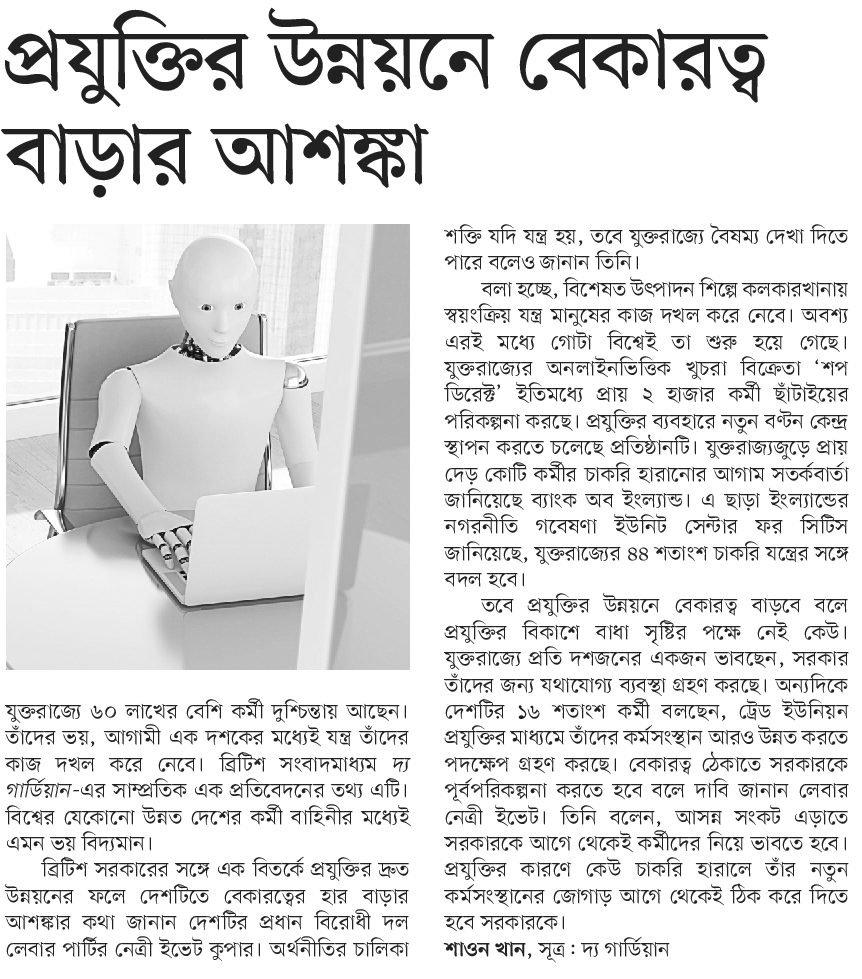 প্রযুক্তির উন্নয়নে বেকারত্ব
বাড়ার আশঙ্কা
যুক্তরাজ্যে ৬০ লাখের বেশি কর্মী দুশ্চিন্তায় আছেন।
তাঁদের ভয়, আগামী এক দশকের মধ্যেই যন্ত্র তাঁদের
কাজ দখল করে নেবে। ব্রিটিশ সংবাদমাধ্যম দ্য
গার্ডিয়ান-এর সাম্প্রতিক এক প্রতিবেদনের তথ্য এটি।
বিশ্বের যেকোনো উন্নত দেশের কর্মী বাহিনীর মধ্যেই
এমন ভয় বিদ্যমান।
ব্রিটিশ সরকারের সঙ্গে এক বিতর্কে প্রযুক্তির দ্রুত
উন্নয়নের ফলে দেশটিতে বেকারত্বের হার বাড়ার
আশঙ্কার কথা জানান দেশটির প্রধান বিরোধী দল
লেবার পার্টির নেত্রী ইভেট কুপার। অর্থনীতির চালিকা
শক্তি যদি যন্ত্র হয়, তবে যুক্তরাজ্যে বৈষম্য দেখা দিতে
পারে বলেও জানান তিনি।
বলা হচ্ছে, বিশেষত উৎপাদন শিল্পে কলকারখানায়
স্বয়ংক্রিয় যন্ত্র মানুষের কাজ দখল করে নেবে। অবশ্য
এরই মধ্যে গোটা বিশ্বেই তা শুরু হয়ে গেছে।
যুক্তরাজ্যের অনলাইনভিত্তিক খুচরা বিক্রেতা ‘শপ
ডিরেক্ট’ ইতিমধ্যে প্রায় ২ হাজার কর্মী ছাঁটাইয়ের
পরিকল্পনা করছে। প্রযুক্তির ব্যবহারে নতুন বণ্টন কেন্দ্র
স্থাপন করতে চলেছে প্রতিষ্ঠানটি। যুক্তরাজ্যজুড়ে প্রায়
দেড় কোটি কর্মীর চাকরি হারানোর আগাম সতর্কবার্তা
জানিয়েছে ব্যাংক অব ইংল্যান্ড। এ ছাড়া ইংল্যান্ডের
নগরনীতি গবেষণা ইউনিট সেন্টার ফর সিটিস
জানিয়েছে, যুক্তরাজ্যের ৪৪ শতাংশ চাকরি যন্ত্রের সঙ্গে
বদল হবে।
তবে প্রযুক্তির উন্নয়নে বেকারত্ব বাড়বে বলে
প্রযুক্তির বিকাশে বাধা সৃষ্টির পক্ষে নেই কেউ।
যুক্তরাজ্যে প্রতি দশজনের একজন ভাবছেন, সরকার
তাঁদের জন্য যথাযোগ্য ব্যবস্থা গ্রহণ করছে। অন্যদিকে
দেশটির ১৬ শতাংশ কর্মী বলছেন, ট্রেড ইউনিয়ন
প্রযুক্তির মাধ্যমে তাঁদের কর্মসংস্থান আরও উন্নত করতে
পদক্ষেপ গ্রহণ করছে। বেকারত্ব ঠেকাতে সরকারকে
পূর্বপরিকল্পনা করতে হবে বলে দাবি জানান লেবার
নেত্রী ইভেট। তিনি বলেন, আসন্ন সংকট এড়াতে
সরকারকে আগে থেকেই কর্মীদের নিয়ে ভাবতে হবে।
প্রযুক্তির কারণে কেউ চাকরি হারালে তাঁর নতুন
কর্মসংস্থানের জোগাড় আগে থেকেই ঠিক করে দিতে
হবে সরকারকে।
শাওন খান, সূত্র : দ্য গার্ডিয়ান